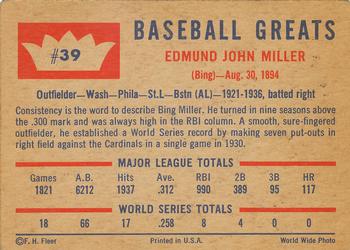 #39
BASEBALL GREATS
EDMUND JOHN MILLER
(Bing)—Aug. 30, 1894
Outfielder—Wash—Phila—St.L—Bstn (AL)—1921-1936, batted right
Consistency is the word to describe Bing Miller. He turned in nine seasons above
the .300 mark and was always high in the RBI column. A smooth, sure-fingered
outfielder, he established a World Series record by making seven put-outs in
right field against the Cardinals in a single game in 1930.
MAJOR LEAGUE TOTALS
Games A.B. Hits Ave. RBI 2B 3B HR
1821 6212 1937 .312 990 389 95 117
WORLD SERIES TOTALS
18 66 17 .258 8 4 0 0
©F. H. Fleer Printed in U.S.A. World Wide Photo